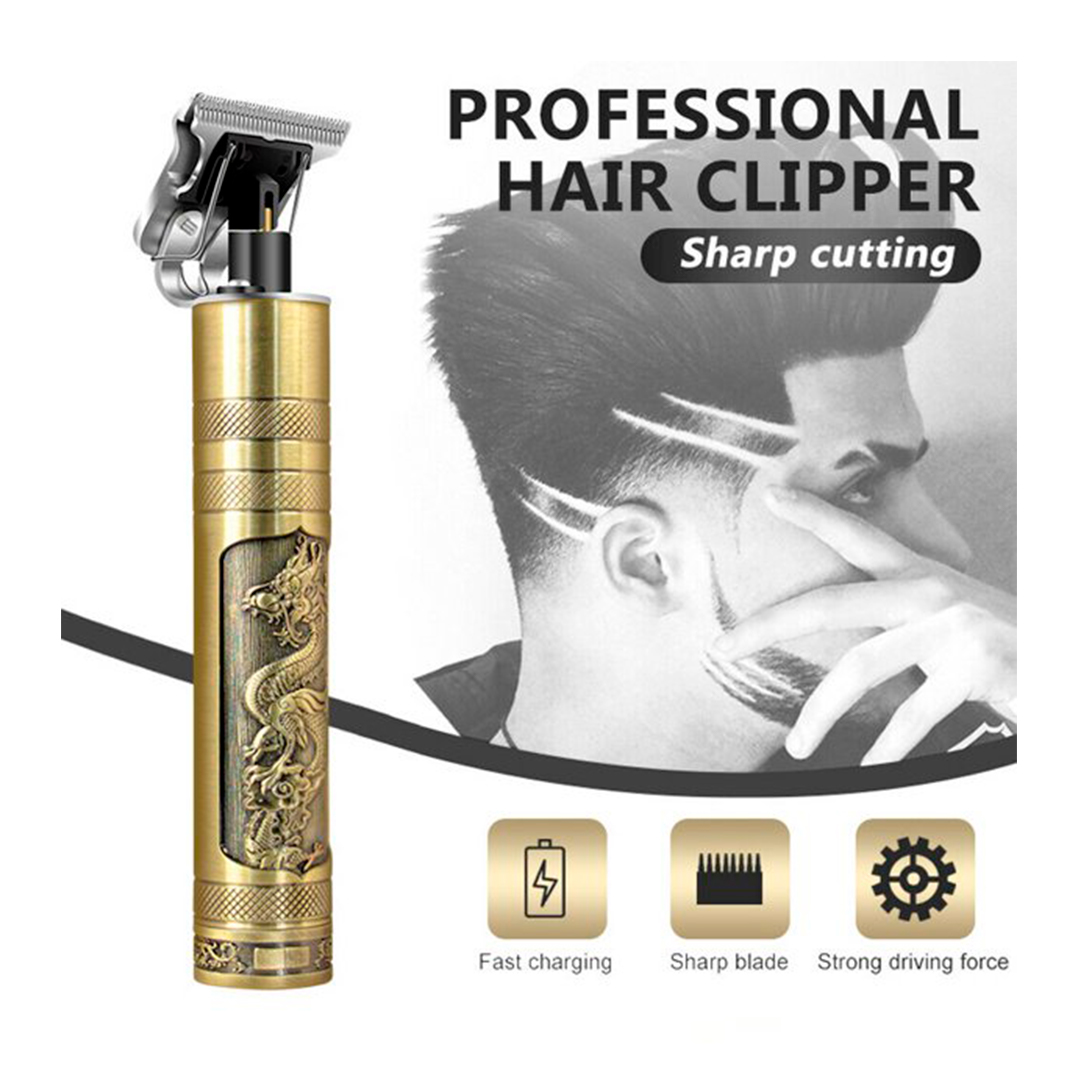 PROFESSIONAL
HAIR CLIPPER
Sharp cutting
Fast charging
Sharp blade
Strong driving force